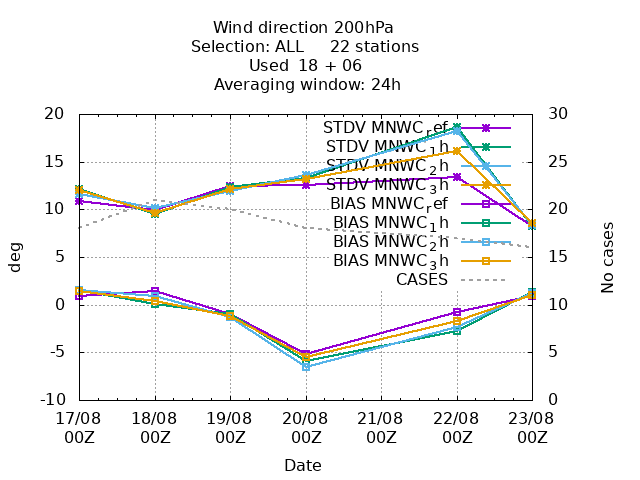 Wind direction 200hPa
Selection: ALL 22 stations
Used 18 + 06
Averaging window: 24h
20
15
10
5
0
-5
-10
deg
30
25
20
15
10
5
0
No cases
STDV MNWC_ref
STDV MNWC_1h
STDV MNWC_2h
STDV MNWC_3h
BIAS MNWC_ref
BIAS MNWC_1h
BIAS MNWC_2h
BIAS MNWC_3h
CASES
17/08 18/08 19/08 20/08 21/08 22/08 23/08
00Z 00Z 00Z 00Z 00Z 00Z 00Z
Date